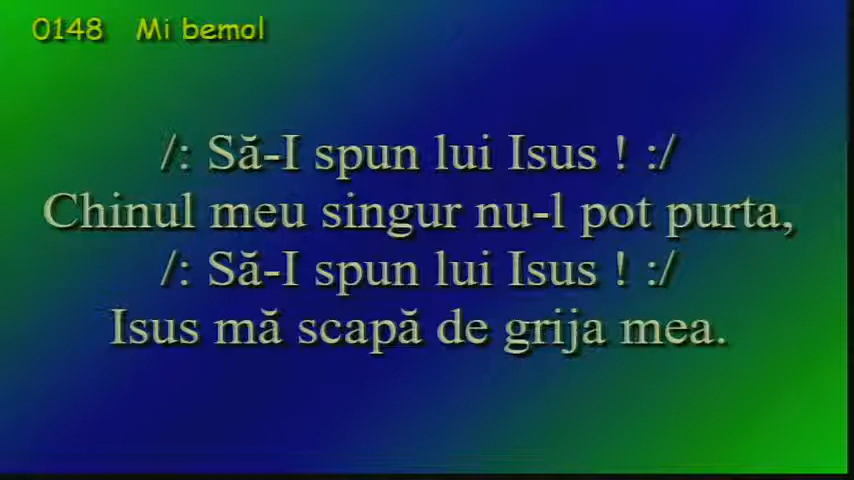 0148 Mi bemol
/: Să-I spun lui Isus ! :/
Chinul meu singur nu-l pot purta,
/: Să-I spun lui Isus ! :/
Isus mă scapă de grija mea.